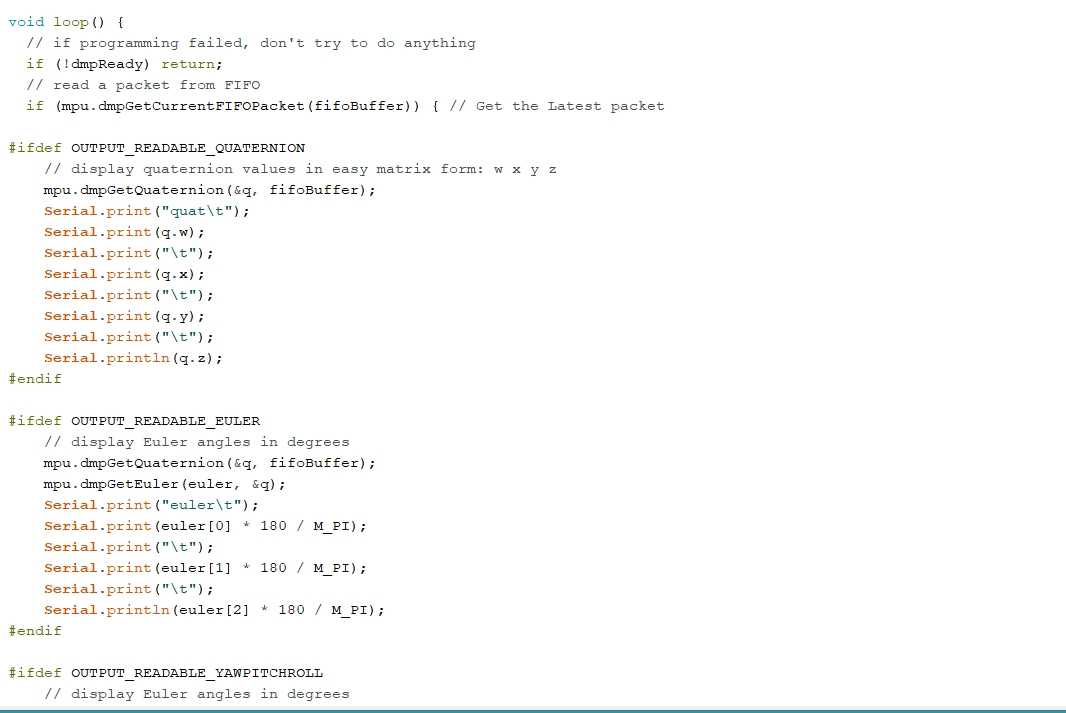 void loop() {
  // if programming failed, don't try to do anything
  if (!dmpReady) return;
  // read a packet from FIFO
  if (mpu.dmpGetCurrentFIFOPacket(fifoBuffer)) { // Get the Latest packet

#ifdef OUTPUT_READABLE_QUATERNION
    // display quaternion values in easy matrix form: w x y z
    mpu.dmpGetQuaternion(&q, fifoBuffer);
    Serial.print("quat\t");
    Serial.print(q.w);
    Serial.print("\t");
    Serial.print(q.x);
    Serial.print("\t");
    Serial.print(q.y);
    Serial.print("\t");
    Serial.println(q.z);
#endif

#ifdef OUTPUT_READABLE_EULER
    // display Euler angles in degrees
    mpu.dmpGetQuaternion(&q, fifoBuffer);
    mpu.dmpGetEuler(euler, &q);
    Serial.print("euler\t");
    Serial.print(euler[0] * 180 / M_PI);
    Serial.print("\t");
    Serial.print(euler[1] * 180 / M_PI);
    Serial.print("\t");
    Serial.println(euler[2] * 180 / M_PI);
#endif

#ifdef OUTPUT_READABLE_YAWPITCHROLL
    // display Euler angles in degrees